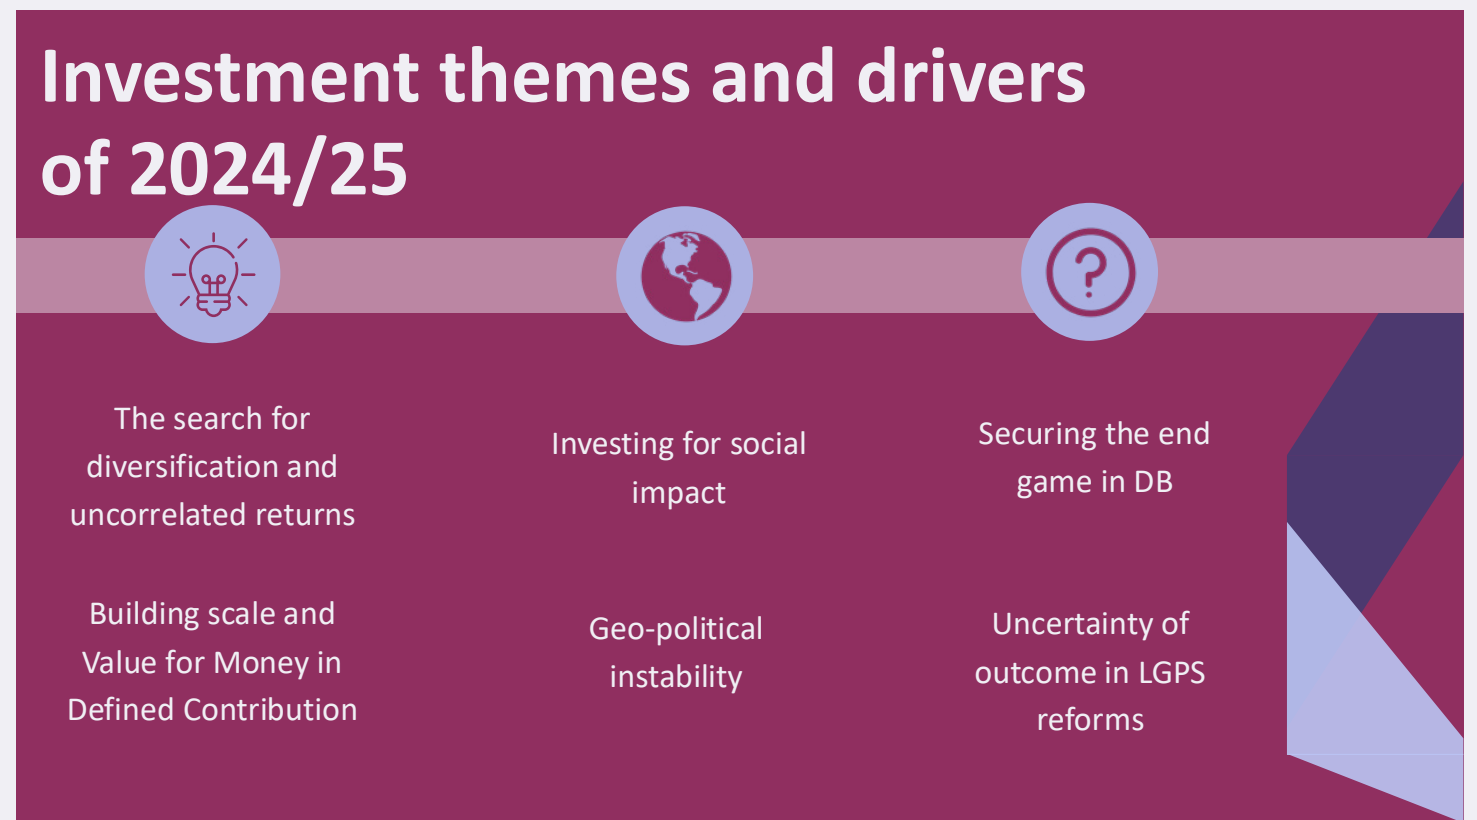 Investment themes and drivers
of 2024/25
The search for
diversification and
uncorrelated returns
Building scale and
Value for Money in
Defined Contribution
Investing for social
impact
Geo-political
instability
Securing the end
game in DB
Uncertainty of
outcome in LGPS
reforms